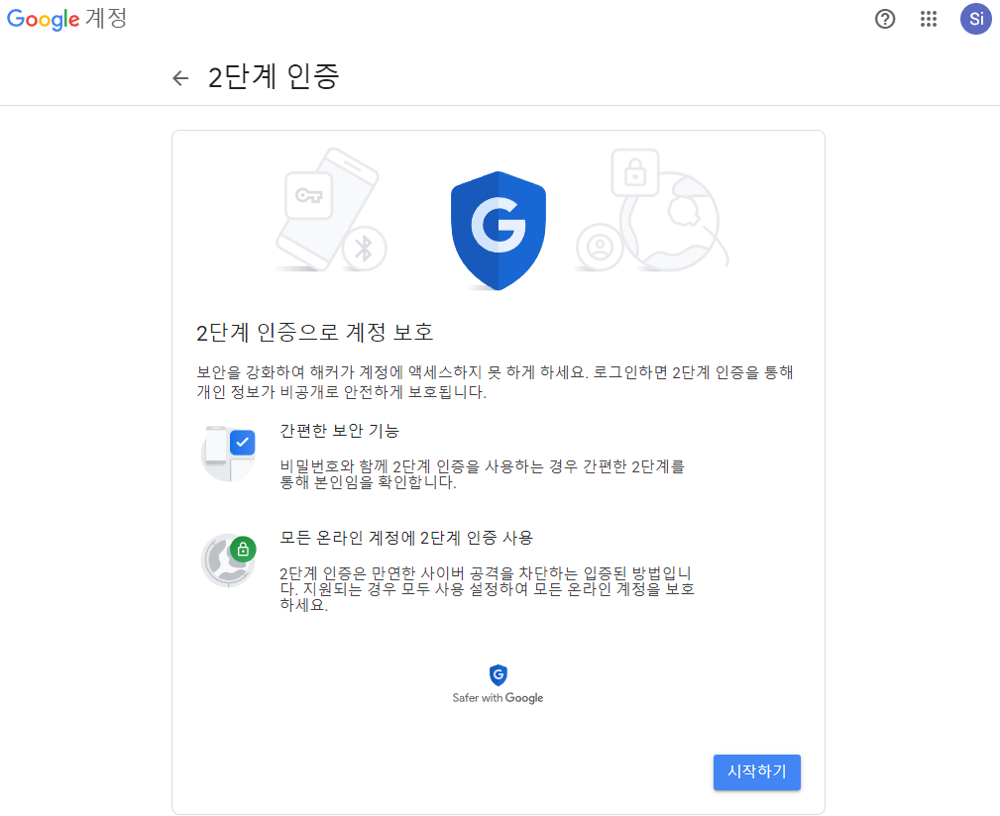 Google 계정
Si
2단계 인증
G
2단계 인증으로 계정 보호
보안을 강화하여 해커가 계정에 액세스하지 못 하게 하세요. 로그인하면 2단계 인증을 통해
개인 정보가 비공개로 안전하게 보호됩니다.
간편한 보안 기능
비밀번호와 함께 2단계 인증을 사용하는 경우 간편한 2단계를
통해 본인임을 확인합니다.
모든 온라인 계정에 2단계 인증 사용
2단계 인증은 만연한 사이버 공격을 차단하는 입증된 방법입니
다. 지원되는 경우 모두 사용 설정하여 모든 온라인 계정을 보호
하세요.
G
Safer with Google
시작하기